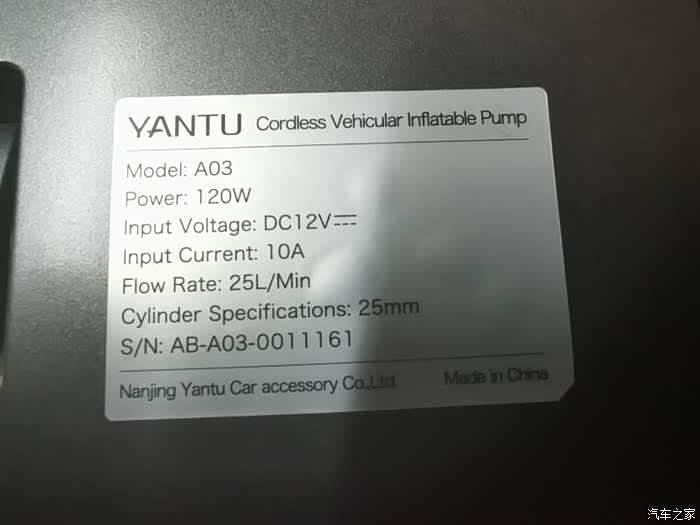 YANTU Cordless Vehicular Inflatable Pump
Model: A03
Power: 120W
Input Voltage: DC12V⎓
Input Current: 10A
Flow Rate: 25L/Min
Cylinder Specifications: 25mm
S/N: AB-A03-0011161
Nanjing Yantu Car accessory Co.,Ltd. Made in China
汽车之家